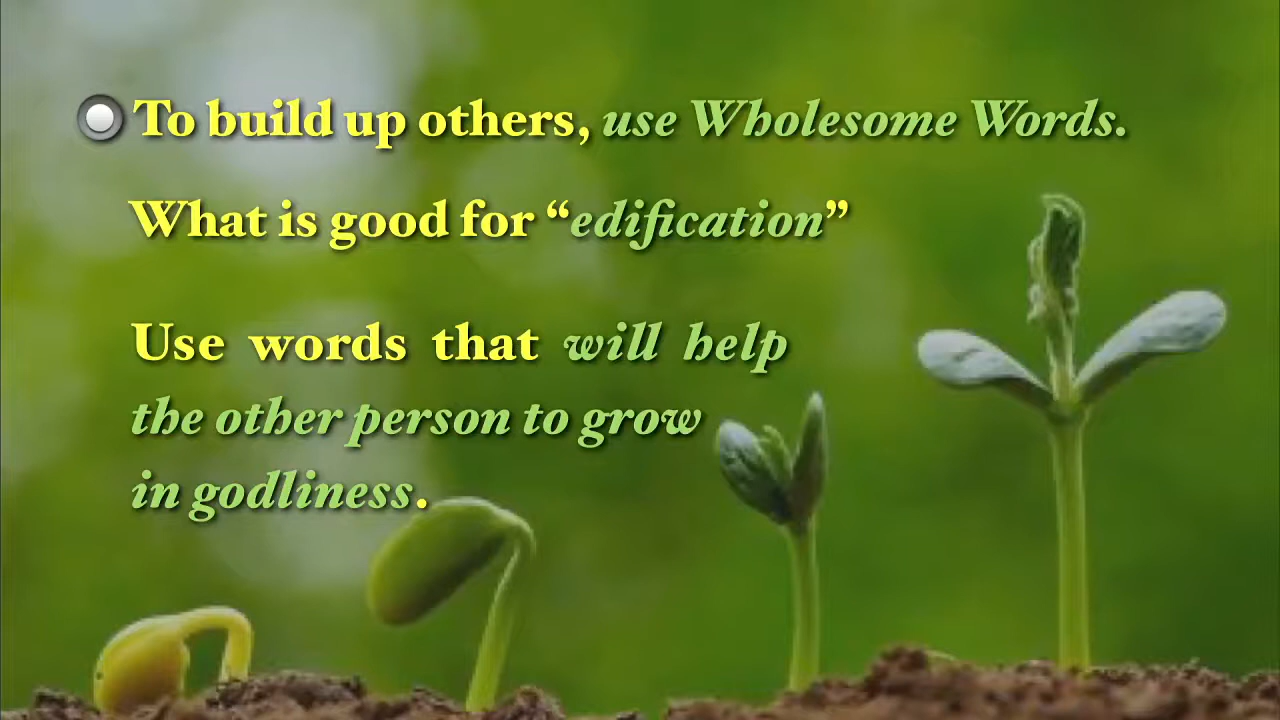 To build up others, use Wholesome Words.
What is good for “edification”
Use words that will help
the other person to grow
in godliness.